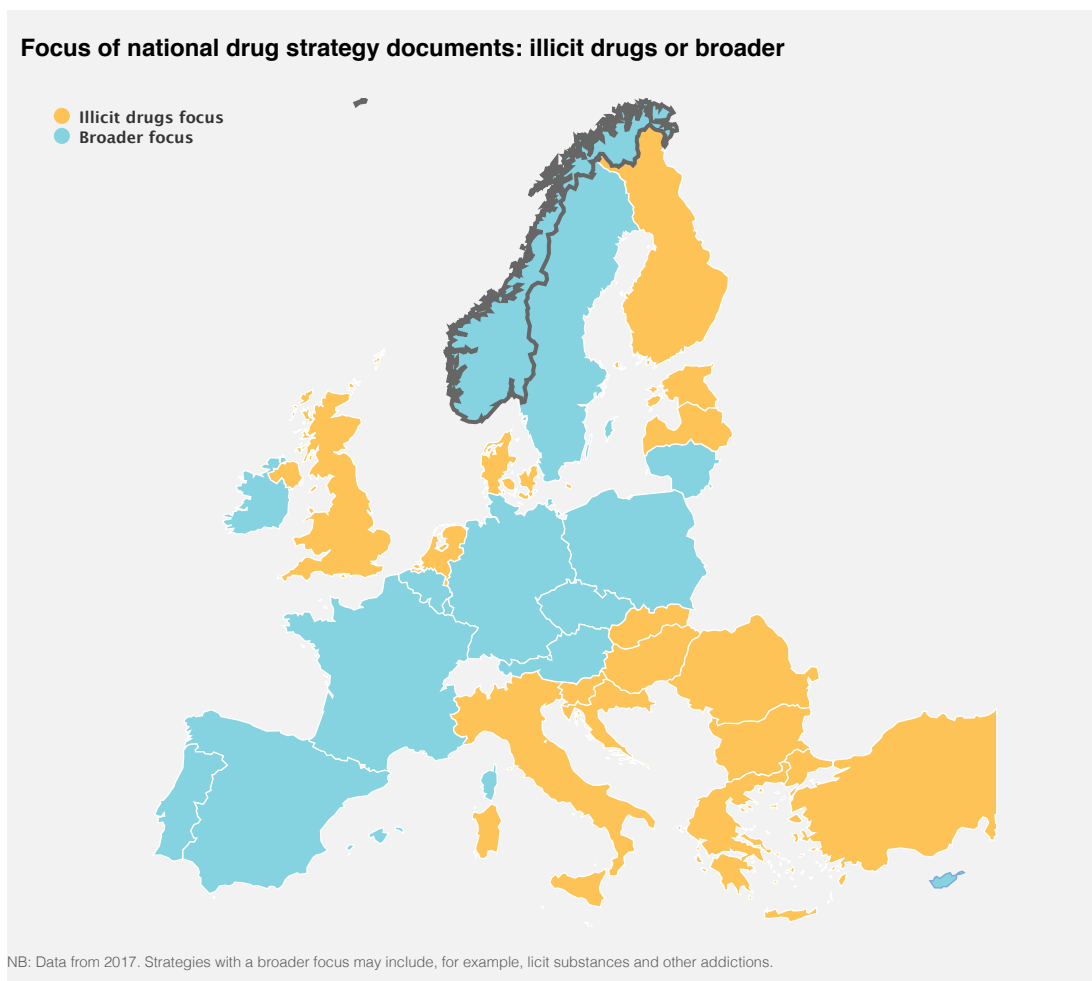 Focus of national drug strategy documents: illicit drugs or broader
Illicit drugs focus
Broader focus
NB: Data from 2017. Strategies with a broader focus may include, for example, licit substances and other addictions.